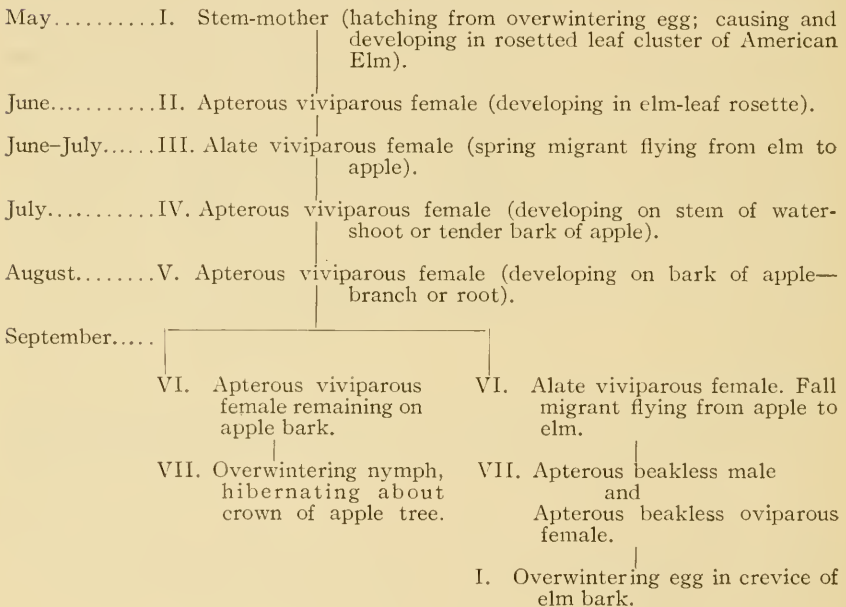 May..........I. Stem-mother (hatching from overwintering egg; causing and
developing in rosetted leaf cluster of American
Elm).
June...........II. Apterous viviparous female (developing in elm-leaf rosette).
June–July......III. Alate viviparous female (spring migrant flying from elm to
apple).
July...........IV. Apterous viviparous female (developing on stem of water-
shoot or tender bark of apple).
August........V. Apterous viviparous female (developing on bark of apple—
branch or root).
September.....
VI. Apterous viviparous
female remaining on
apple bark.
VII. Overwintering nymph,
hibernating about
crown of apple tree.
VI. Alate viviparous female. Fall
migrant flying from apple to
elm.
VII. Apterous beakless male
and
Apterous beakless oviparous
female.
I. Overwintering egg in crevice of
elm bark.